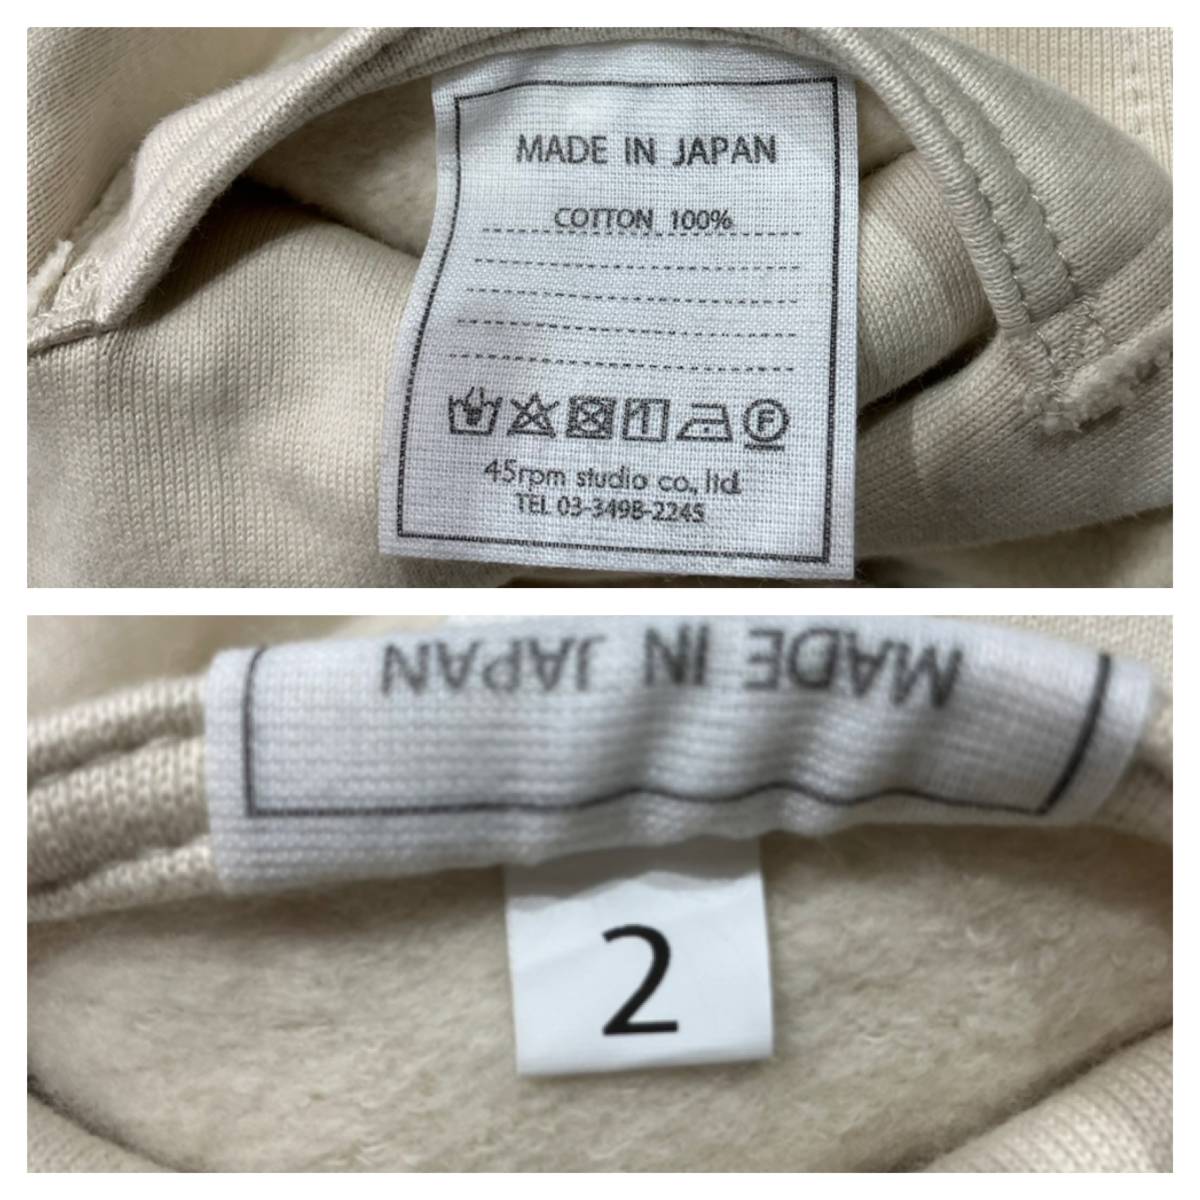 MADE IN JAPAN
COTTON 100%
F
45rpm studio co., ltd.
TEL 03-3498-2245
MADE IN JAPAN
2